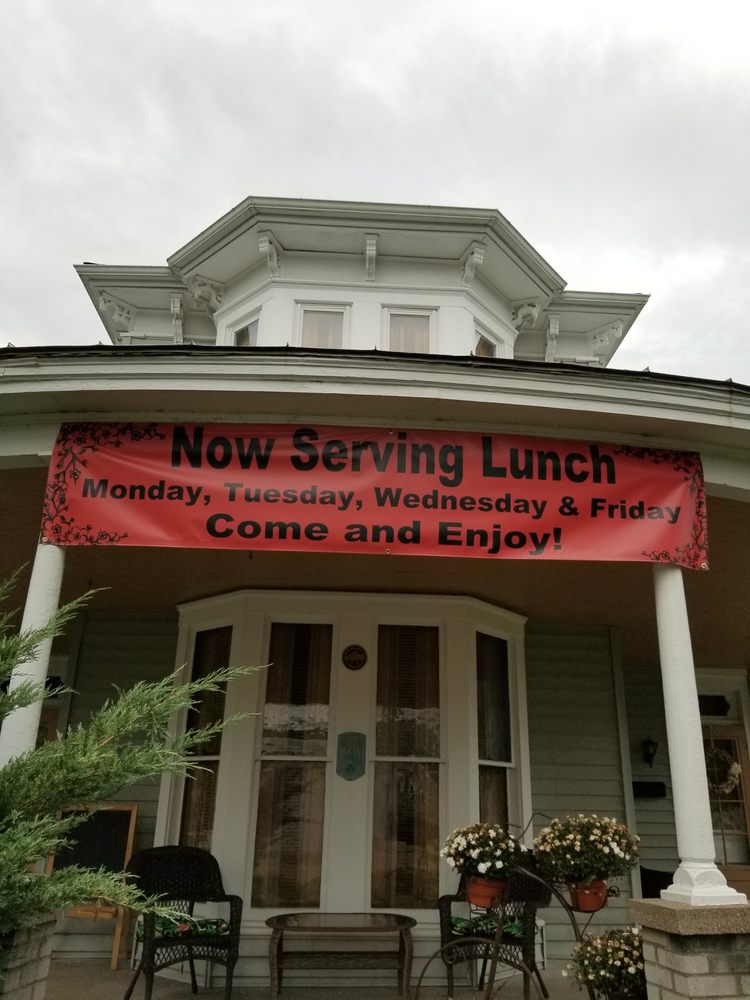 Now Serving Lunch
Monday, Tuesday, Wednesday & Friday
Come and Enjoy!